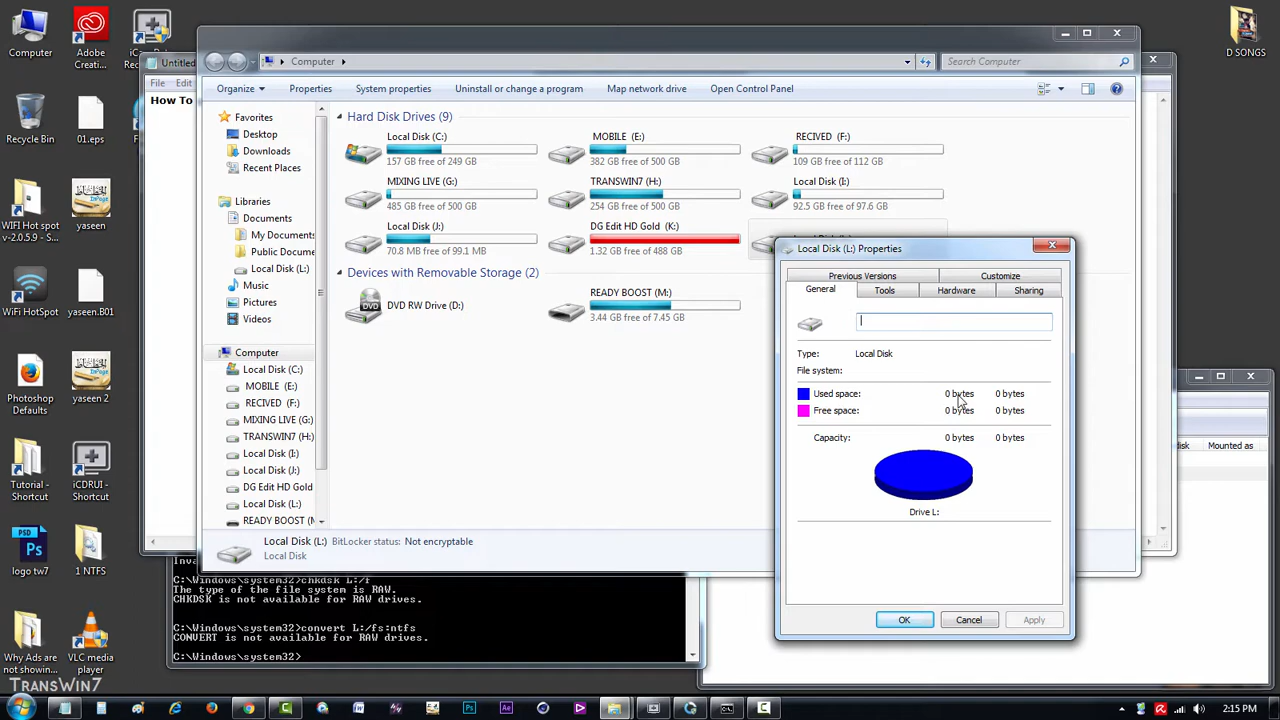 Computer
Adobe
Creati...
D SONGS
Untitled
File Edit
How To
Computer
Search Computer
Organize Properties System properties Uninstall or change a program Map network drive Open Control Panel
Recycle Bin
01.eps
WIFI Hot spot
v-2.0.5.9 - S...
yaseen
WiFi HotSpot
yaseen.B01
Photoshop
Defaults
yaseen 2
Tutorial -
Shortcut
iCDRUI -
Shortcut
logo tw7
1 NTFS
Why Ads are
not showin...
VLC media
player
TRANSWIN7
Favorites
Desktop
Downloads
Recent Places
Libraries
Documents
My Documents
Public Docume
Local Disk (L:)
Music
Pictures
Videos
Computer
Local Disk (C:)
MOBILE (E:)
RECIVED (F:)
MIXING LIVE (G:)
TRANSWIN7 (H:)
Local Disk (I:)
Local Disk (J:)
DG Edit HD Gold
Local Disk (L:)
READY BOOST (M
Hard Disk Drives (9)
Local Disk (C:)
157 GB free of 249 GB
MOBILE (E:)
382 GB free of 500 GB
RECIVED (F:)
109 GB free of 112 GB
MIXING LIVE (G:)
485 GB free of 500 GB
TRANSWIN7 (H:)
254 GB free of 500 GB
Local Disk (I:)
92.5 GB free of 97.6 GB
Local Disk (J:)
70.8 MB free of 99.1 MB
DG Edit HD Gold (K:)
1.32 GB free of 488 GB
Devices with Removable Storage (2)
DVD RW Drive (D:)
READY BOOST (M:)
3.44 GB free of 7.45 GB
Local Disk (L:) BitLocker status: Not encryptable
Local Disk
Local Disk (L:) Properties
Previous Versions Customize
General Tools Hardware Sharing
Type: Local Disk
File system:
Used space: 0 bytes 0 bytes
Free space: 0 bytes 0 bytes
Capacity: 0 bytes 0 bytes
Drive L:
OK Cancel Apply
disk Mounted as
C:\Windows\system32>chkdsk L:/f
The type of the file system is RAW.
CHKDSK is not available for RAW drives.
C:\Windows\system32>convert L:/fs:ntfs
CONVERT is not available for RAW drives.
C:\Windows\system32>
2:15 PM